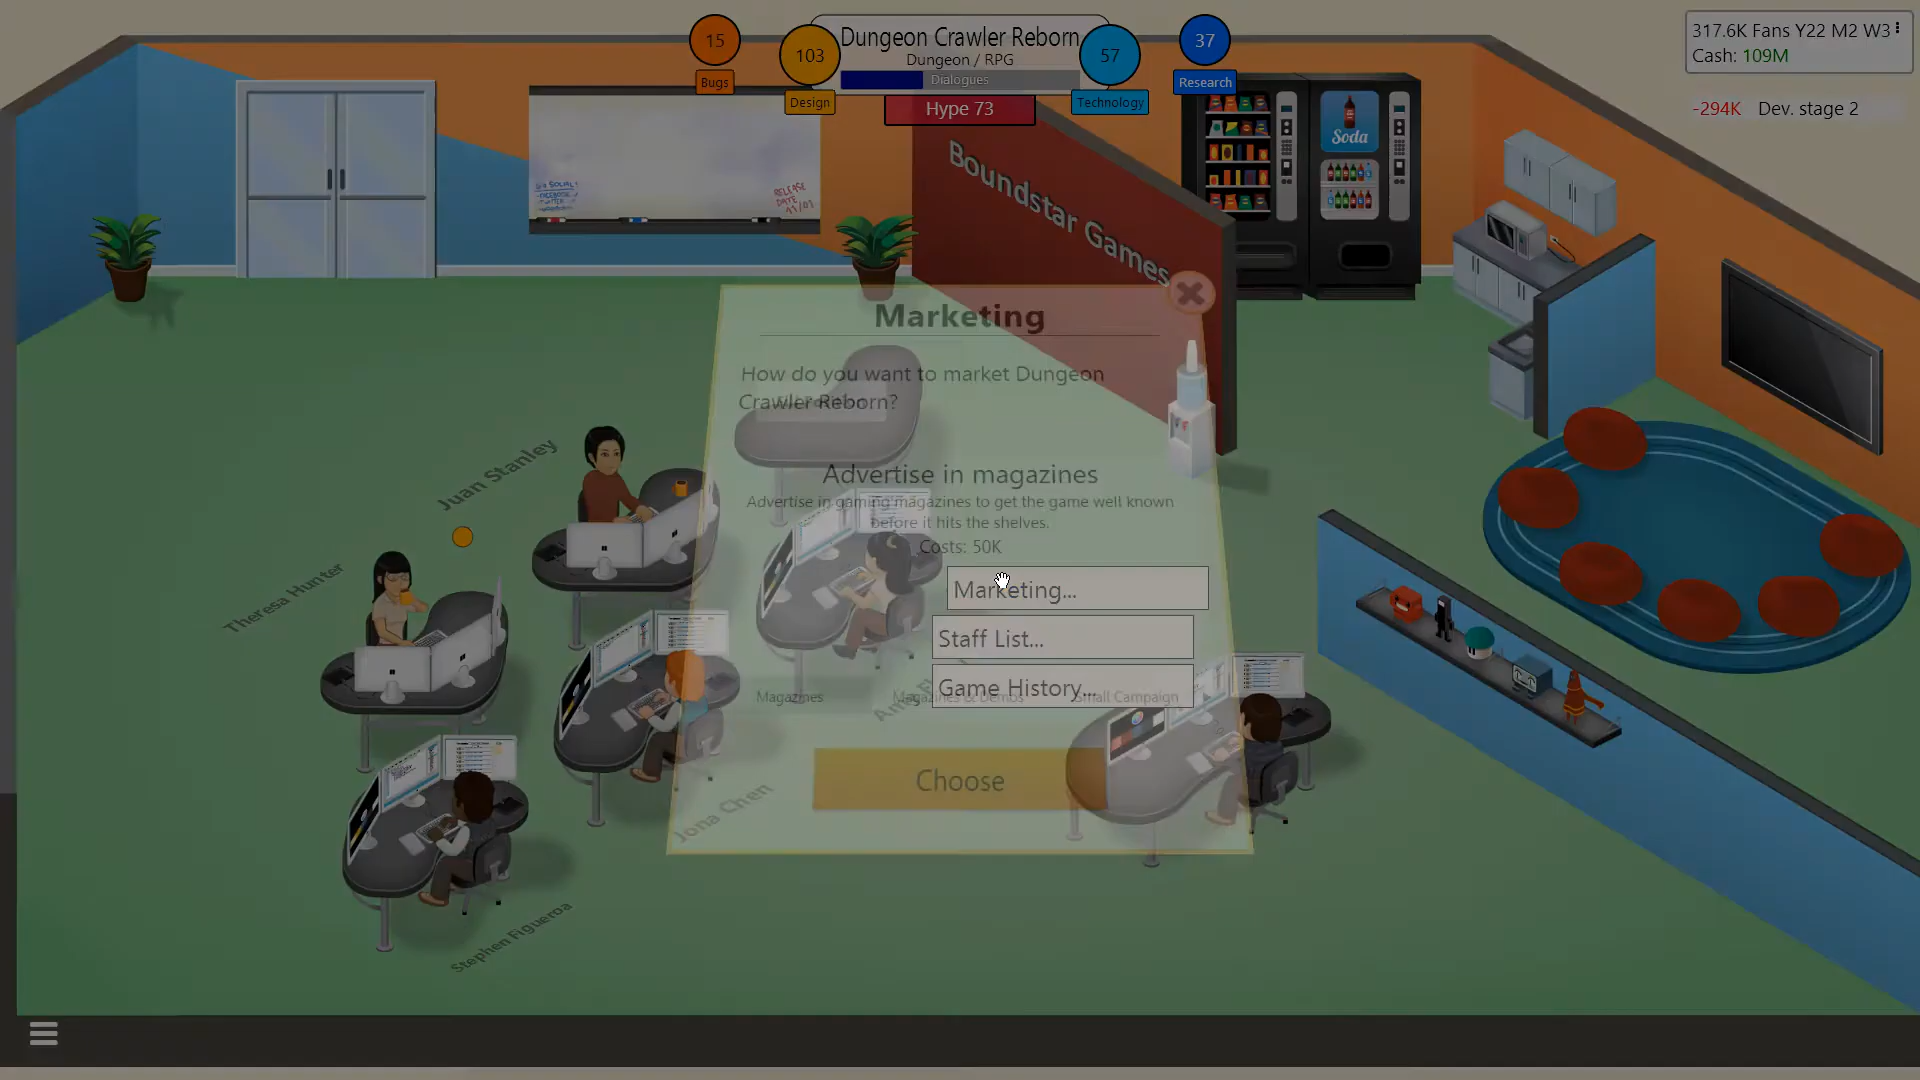 15
Bugs
103
Design
Dungeon Crawler Reborn
Dungeon / RPG
Dialogues
Hype 73
57
Technology
37
Research
317.6K Fans Y22 M2 W3
Cash: 109M
-294K Dev. stage 2
RELEASE
DATE
Soda
Boundstar Games
Marketing
How do you want to market Dungeon
Crawler Reborn?
Advertise in magazines
Advertise in gaming magazines to get the game well known
before it hits the shelves.
Costs: 50K
Marketing...
Staff List...
Game History...
Magazines
Magazines & Demos
Small Campaign
Choose
Juan Stanley
Theresa Hunter
Jona Chen
Stephen Figueroa